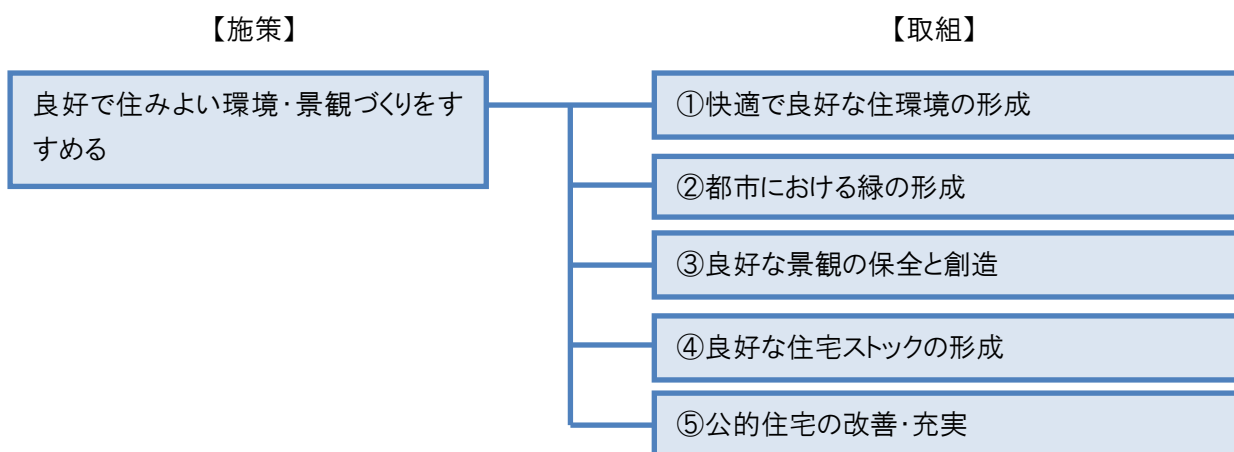 【施策】
【取組】
良好で住みよい環境・景観づくりをす
すめる
①快適で良好な住環境の形成
②都市における緑の形成
③良好な景観の保全と創造
④良好な住宅ストックの形成
⑤公的住宅の改善・充実